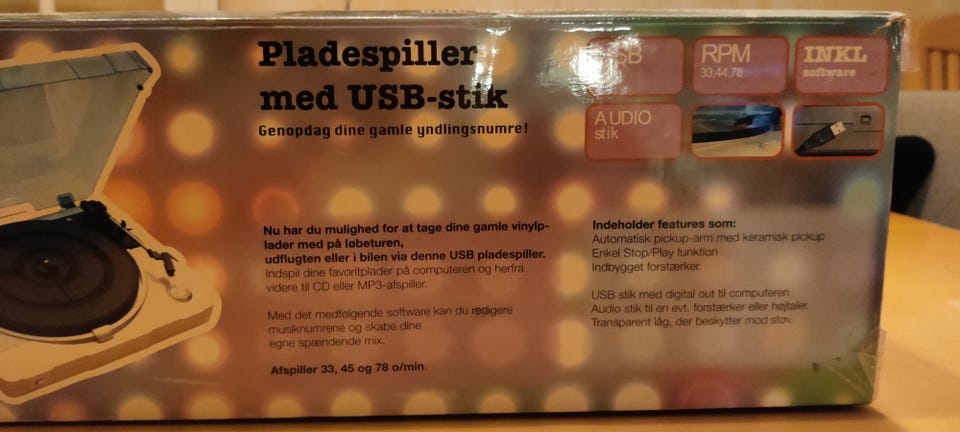 Pladespiller
med USB-stik
Genopdag dine gamle yndlingsnumre!
Nu har du mulighed for at tage dine gamle vinylp-
lader med på løbeturen,
udflugten eller i bilen via denne USB pladespiller.
Indspil dine favoritplader på computeren og herfra
videre til CD eller MP3-afspiller.
Med det medfølgende software kan du redigere
musiknumrene og skabe dine
egne spændende mix.
Afspiller 33, 45 og 78 o/min.
USB
RPM
33,44,78
INKL
software
AUDIO
stik
Indeholder features som:
Automatisk pickup-arm med keramisk pickup
Enkel Stop/Play funktion
Indbygget forstærker.
USB stik med digital out til computeren
Audio stik til en evt. forstærker eller højtaler.
Transparent låg, der beskytter mod støv.